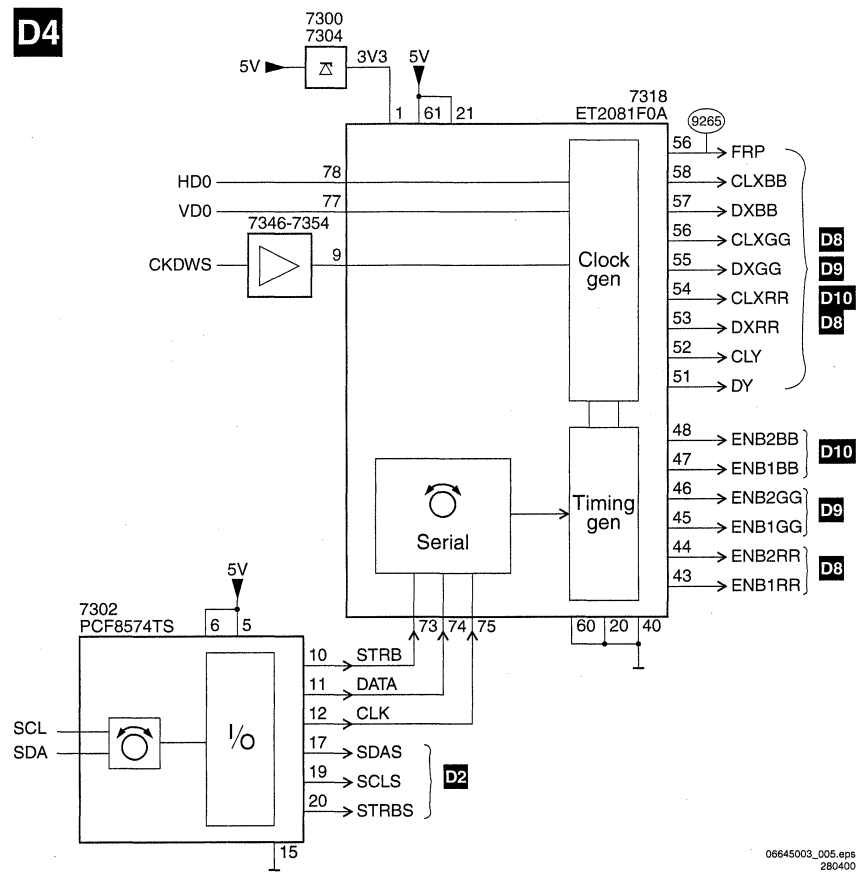 D4
7300
7304
5V
3V3
5V
7318
ET2081F0A
1
61
21
9265
56
FRP
HD0
78
58
CLXBB
VD0
77
57
DXBB
7346-7354
56
CLXGG
D8
CKDWS
9
Clock
gen
55
DXGG
D9
54
CLXRR
D10
53
DXRR
D8
52
CLY
51
DY
48
ENB2BB
D10
47
ENB1BB
46
ENB2GG
D9
Timing
gen
45
ENB1GG
Serial
44
ENB2RR
D8
43
ENB1RR
5V
7302
PCF8574TS
6
5
73
74
75
60
20
40
10
STRB
11
DATA
12
CLK
SCL
SDA
I/O
17
SDAS
D2
19
SCLS
20
STRBS
15
06645003_005.eps
280400